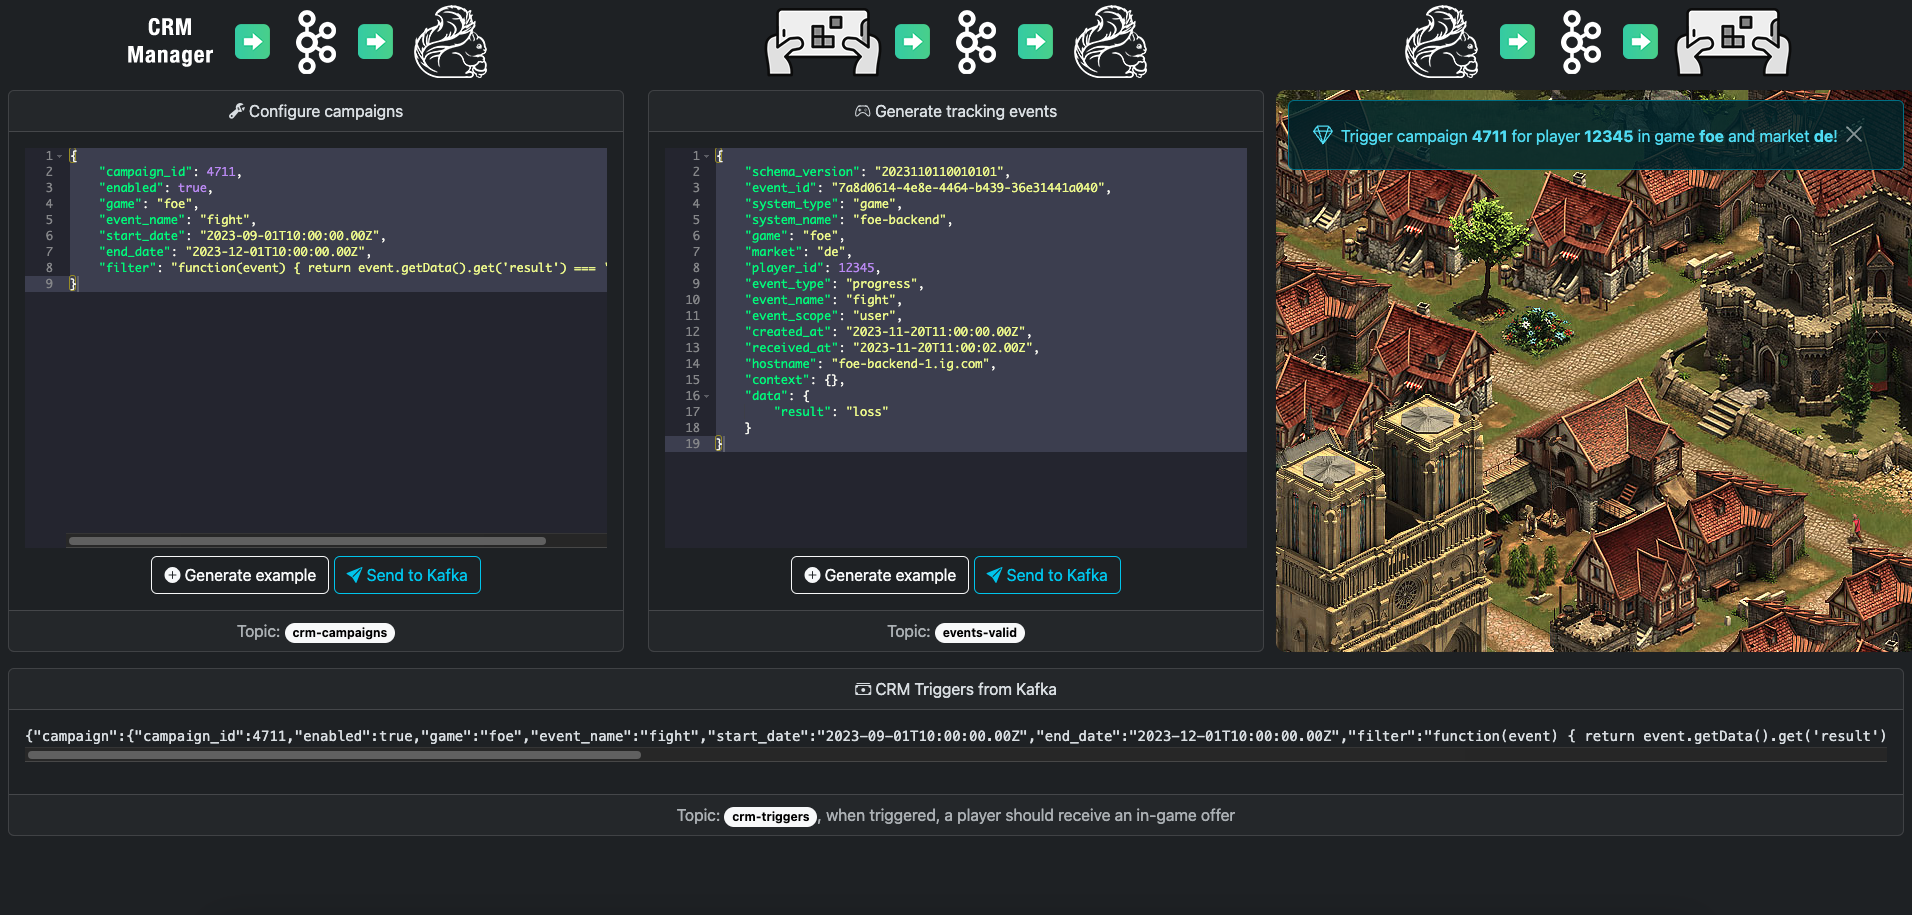 CRM
Manager
Configure campaigns
1 {
2 "campaign_id": 4711,
3 "enabled": true,
4 "game": "foe",
5 "event_name": "fight",
6 "start_date": "2023-09-01T10:00:00.00Z",
7 "end_date": "2023-12-01T10:00:00.00Z",
8 "filter": "function(event) { return event.getData().get('result') === '
9 }
Generate example
Send to Kafka
Topic: crm-campaigns
Generate tracking events
1 {
2 "schema_version": "2023110110010101",
3 "event_id": "7a8d0614-4e8e-4464-b439-36e31441a040",
4 "system_type": "game",
5 "system_name": "foe-backend",
6 "game": "foe",
7 "market": "de",
8 "player_id": 12345,
9 "event_type": "progress",
10 "event_name": "fight",
11 "event_scope": "user",
12 "created_at": "2023-11-20T11:00:00.00Z",
13 "received_at": "2023-11-20T11:00:02.00Z",
14 "hostname": "foe-backend-1.ig.com",
15 "context": {},
16 "data": {
17 "result": "loss"
18 }
19 }
Generate example
Send to Kafka
Topic: events-valid
Trigger campaign 4711 for player 12345 in game foe and market de!
CRM Triggers from Kafka
{"campaign":{"campaign_id":4711,"enabled":true,"game":"foe","event_name":"fight","start_date":"2023-09-01T10:00:00.00Z","end_date":"2023-12-01T10:00:00.00Z","filter":"function(event) { return event.getData().get('result')
Topic: crm-triggers, when triggered, a player should receive an in-game offer